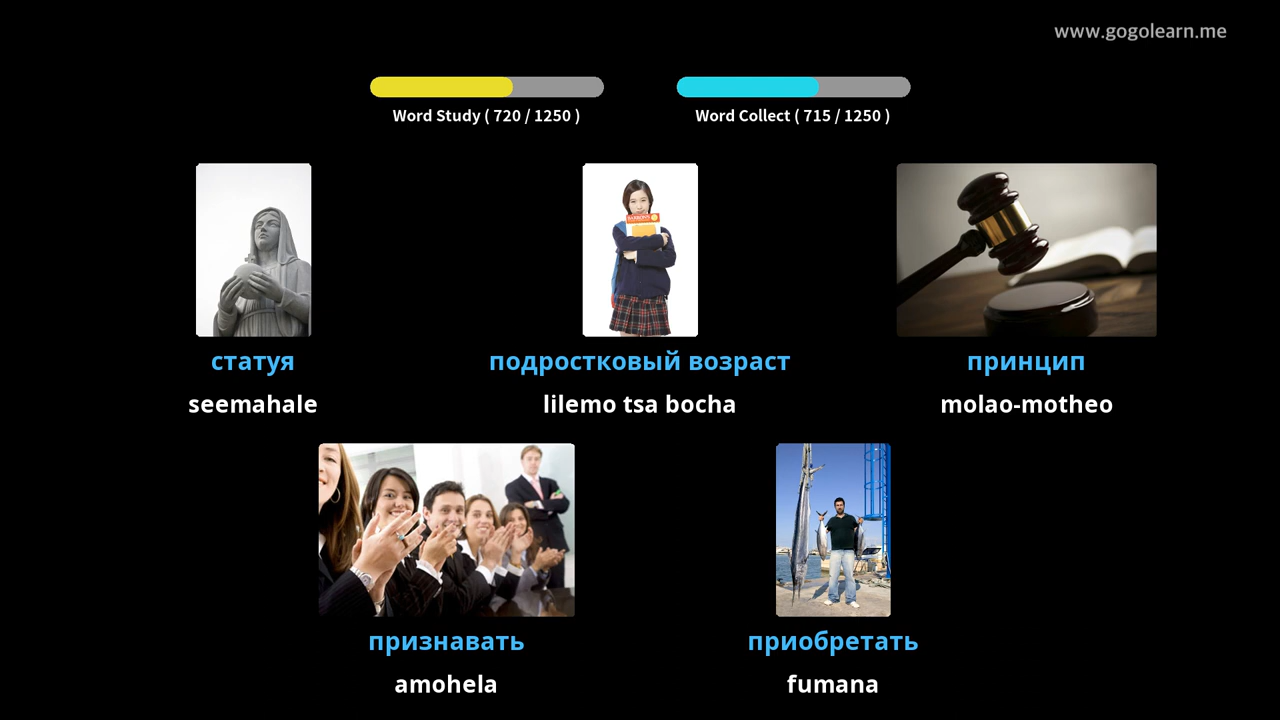 www.gogolearn.me
Word Study ( 720 / 1250 )
Word Collect ( 715 / 1250 )
BARRON'S
статуя
подростковый возраст
принцип
seemahale
lilemo tsa bocha
molao-motheo
признавать
приобретать
amohela
fumana